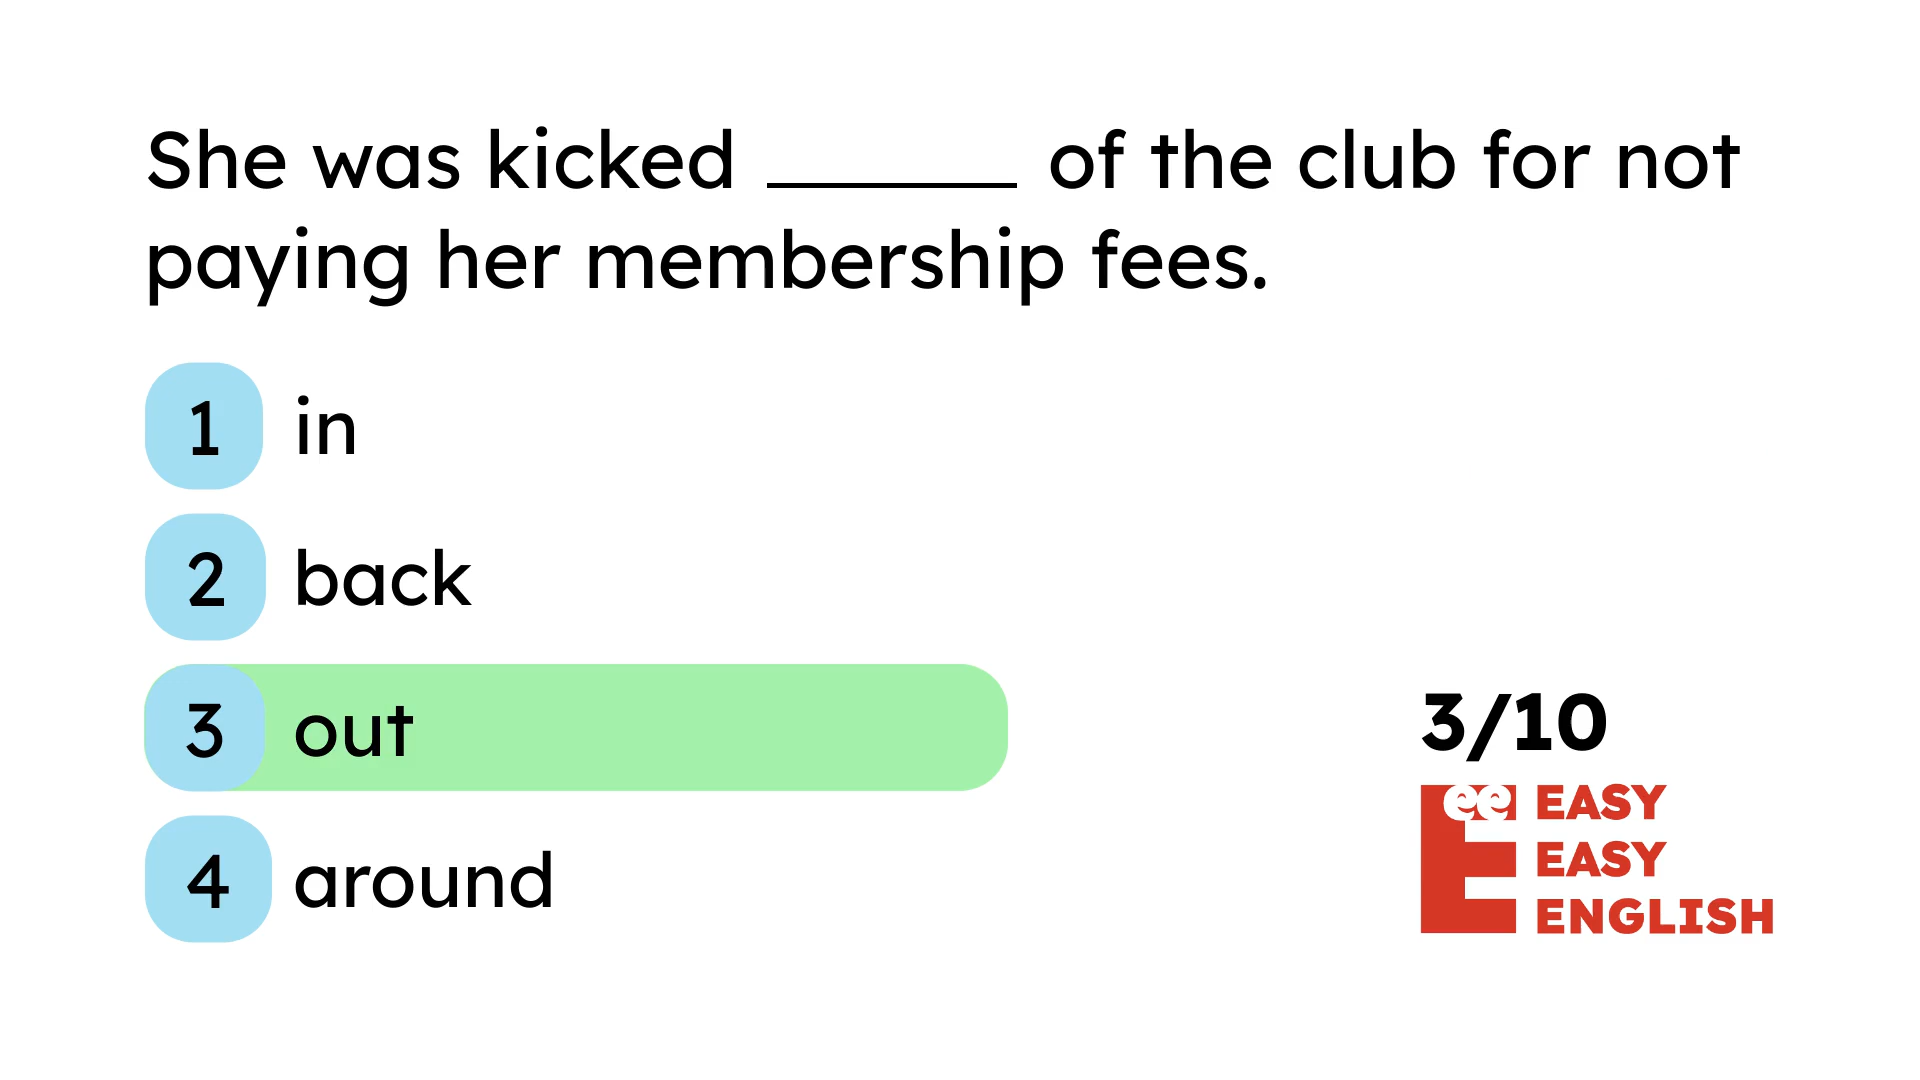 She was kicked ______ of the club for not
paying her membership fees.
1 in
2 back
3 out
4 around
3/10
ee EASY
EASY
ENGLISH